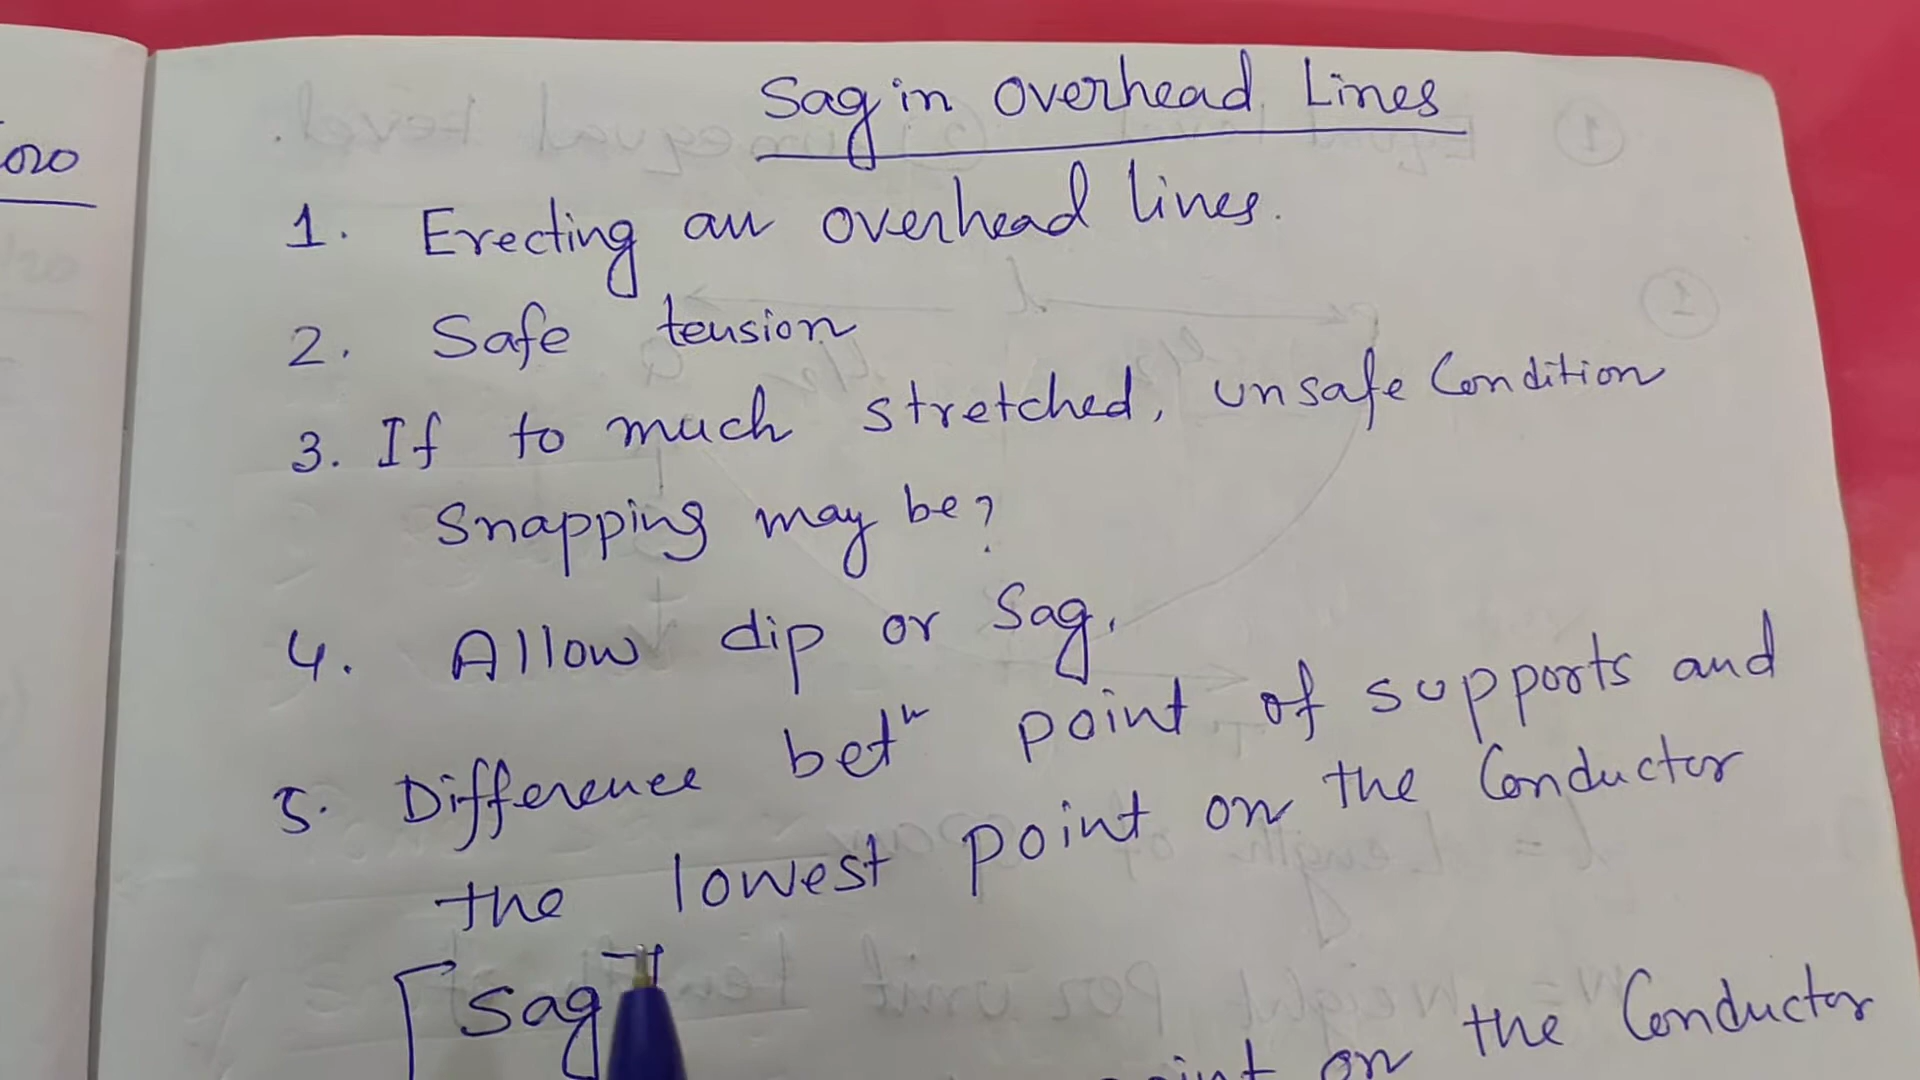 Sag in overhead Lines
oro
1. Erecting an overhead lines.
2. Safe tension
3. If to much stretched, unsafe Condition
Snapping may be?
4. Allow dip or Sag.
5. Difference betn point of supports and
the lowest point on the Conductor
Sag
on the Conductor